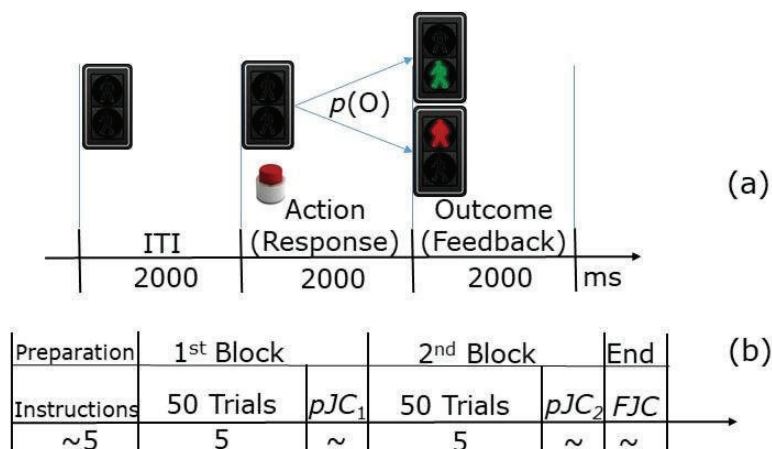 p(O)
(a)
Action
Outcome
ITI
(Response)
(Feedback)
2000
2000
2000
ms
Preparation
1st Block
2nd Block
End
(b)
Instructions
50 Trials
pJC1
50 Trials
pJC2
FJC
~5
5
~
5
~
~